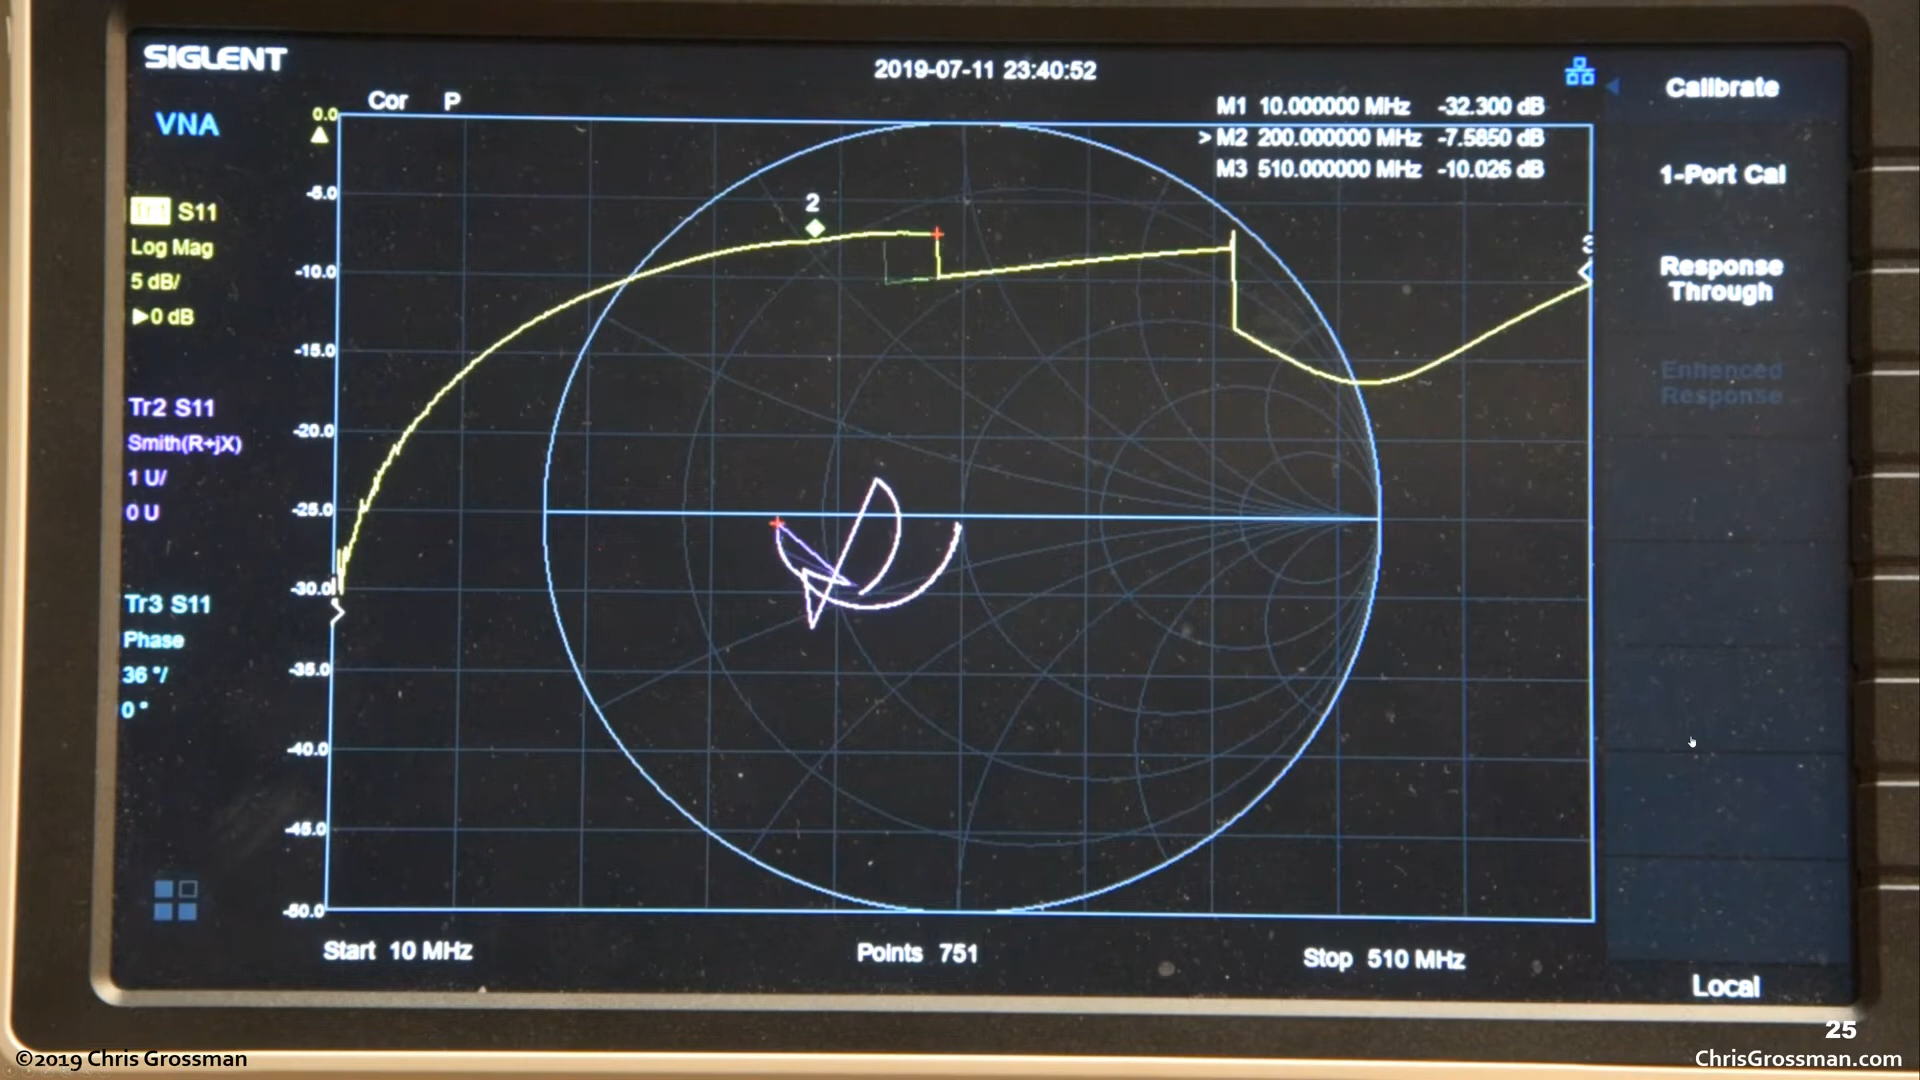 SIGLENT
2019-07-11 23:40:52
Calibrate
VNA
Cor P
M1 10.000000 MHz -32.300 dB
> M2 200.000000 MHz -7.5850 dB
M3 510.000000 MHz -10.026 dB
1-Port Cal
Response
Through
Enhanced
Response
S11
Log Mag
5 dB/
▶0 dB
Tr2 S11
Smith(R+jX)
1 U/
0 U
Tr3 S11
Phase
36 °/
0 °
0.0
-5.0
-10.0
-15.0
-20.0
-25.0
-30.0
-35.0
-40.0
-45.0
-50.0
2
3
Start 10 MHz
Points 751
Stop 510 MHz
Local
25
©2019 Chris Grossman
ChrisGrossman.com